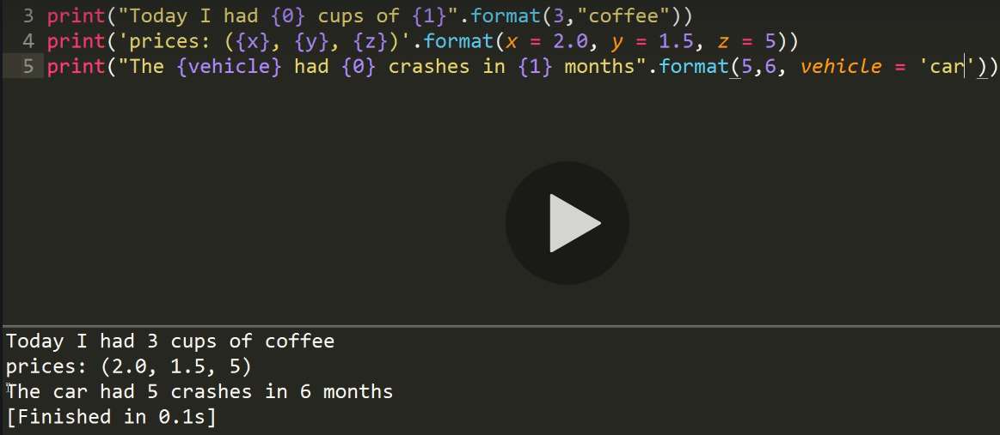 3 print("Today I had {0} cups of {1}".format(3,"coffee"))
4 print('prices: ({x}, {y}, {z})'.format(x = 2.0, y = 1.5, z = 5))
5 print("The {vehicle} had {0} crashes in {1} months".format(5,6, vehicle = 'car'))
Today I had 3 cups of coffee
prices: (2.0, 1.5, 5)
The car had 5 crashes in 6 months
[Finished in 0.1s]